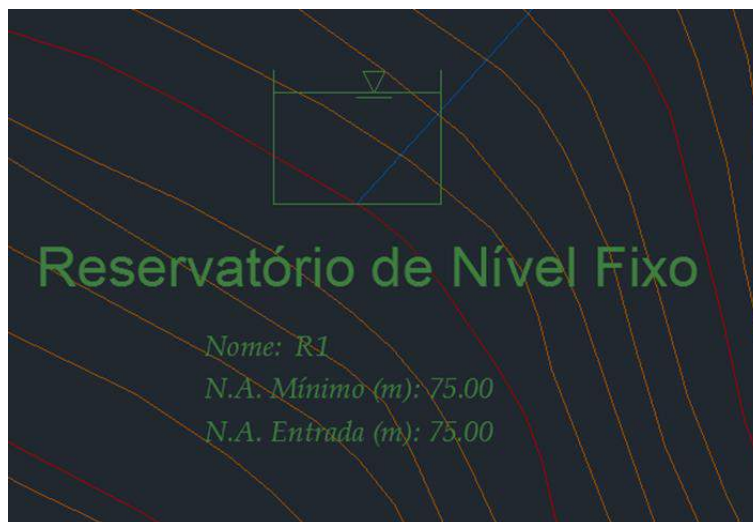 Reservatório de Nível Fixo
Nome: R1
N.A. Mínimo (m): 75.00
N.A. Entrada (m): 75.00